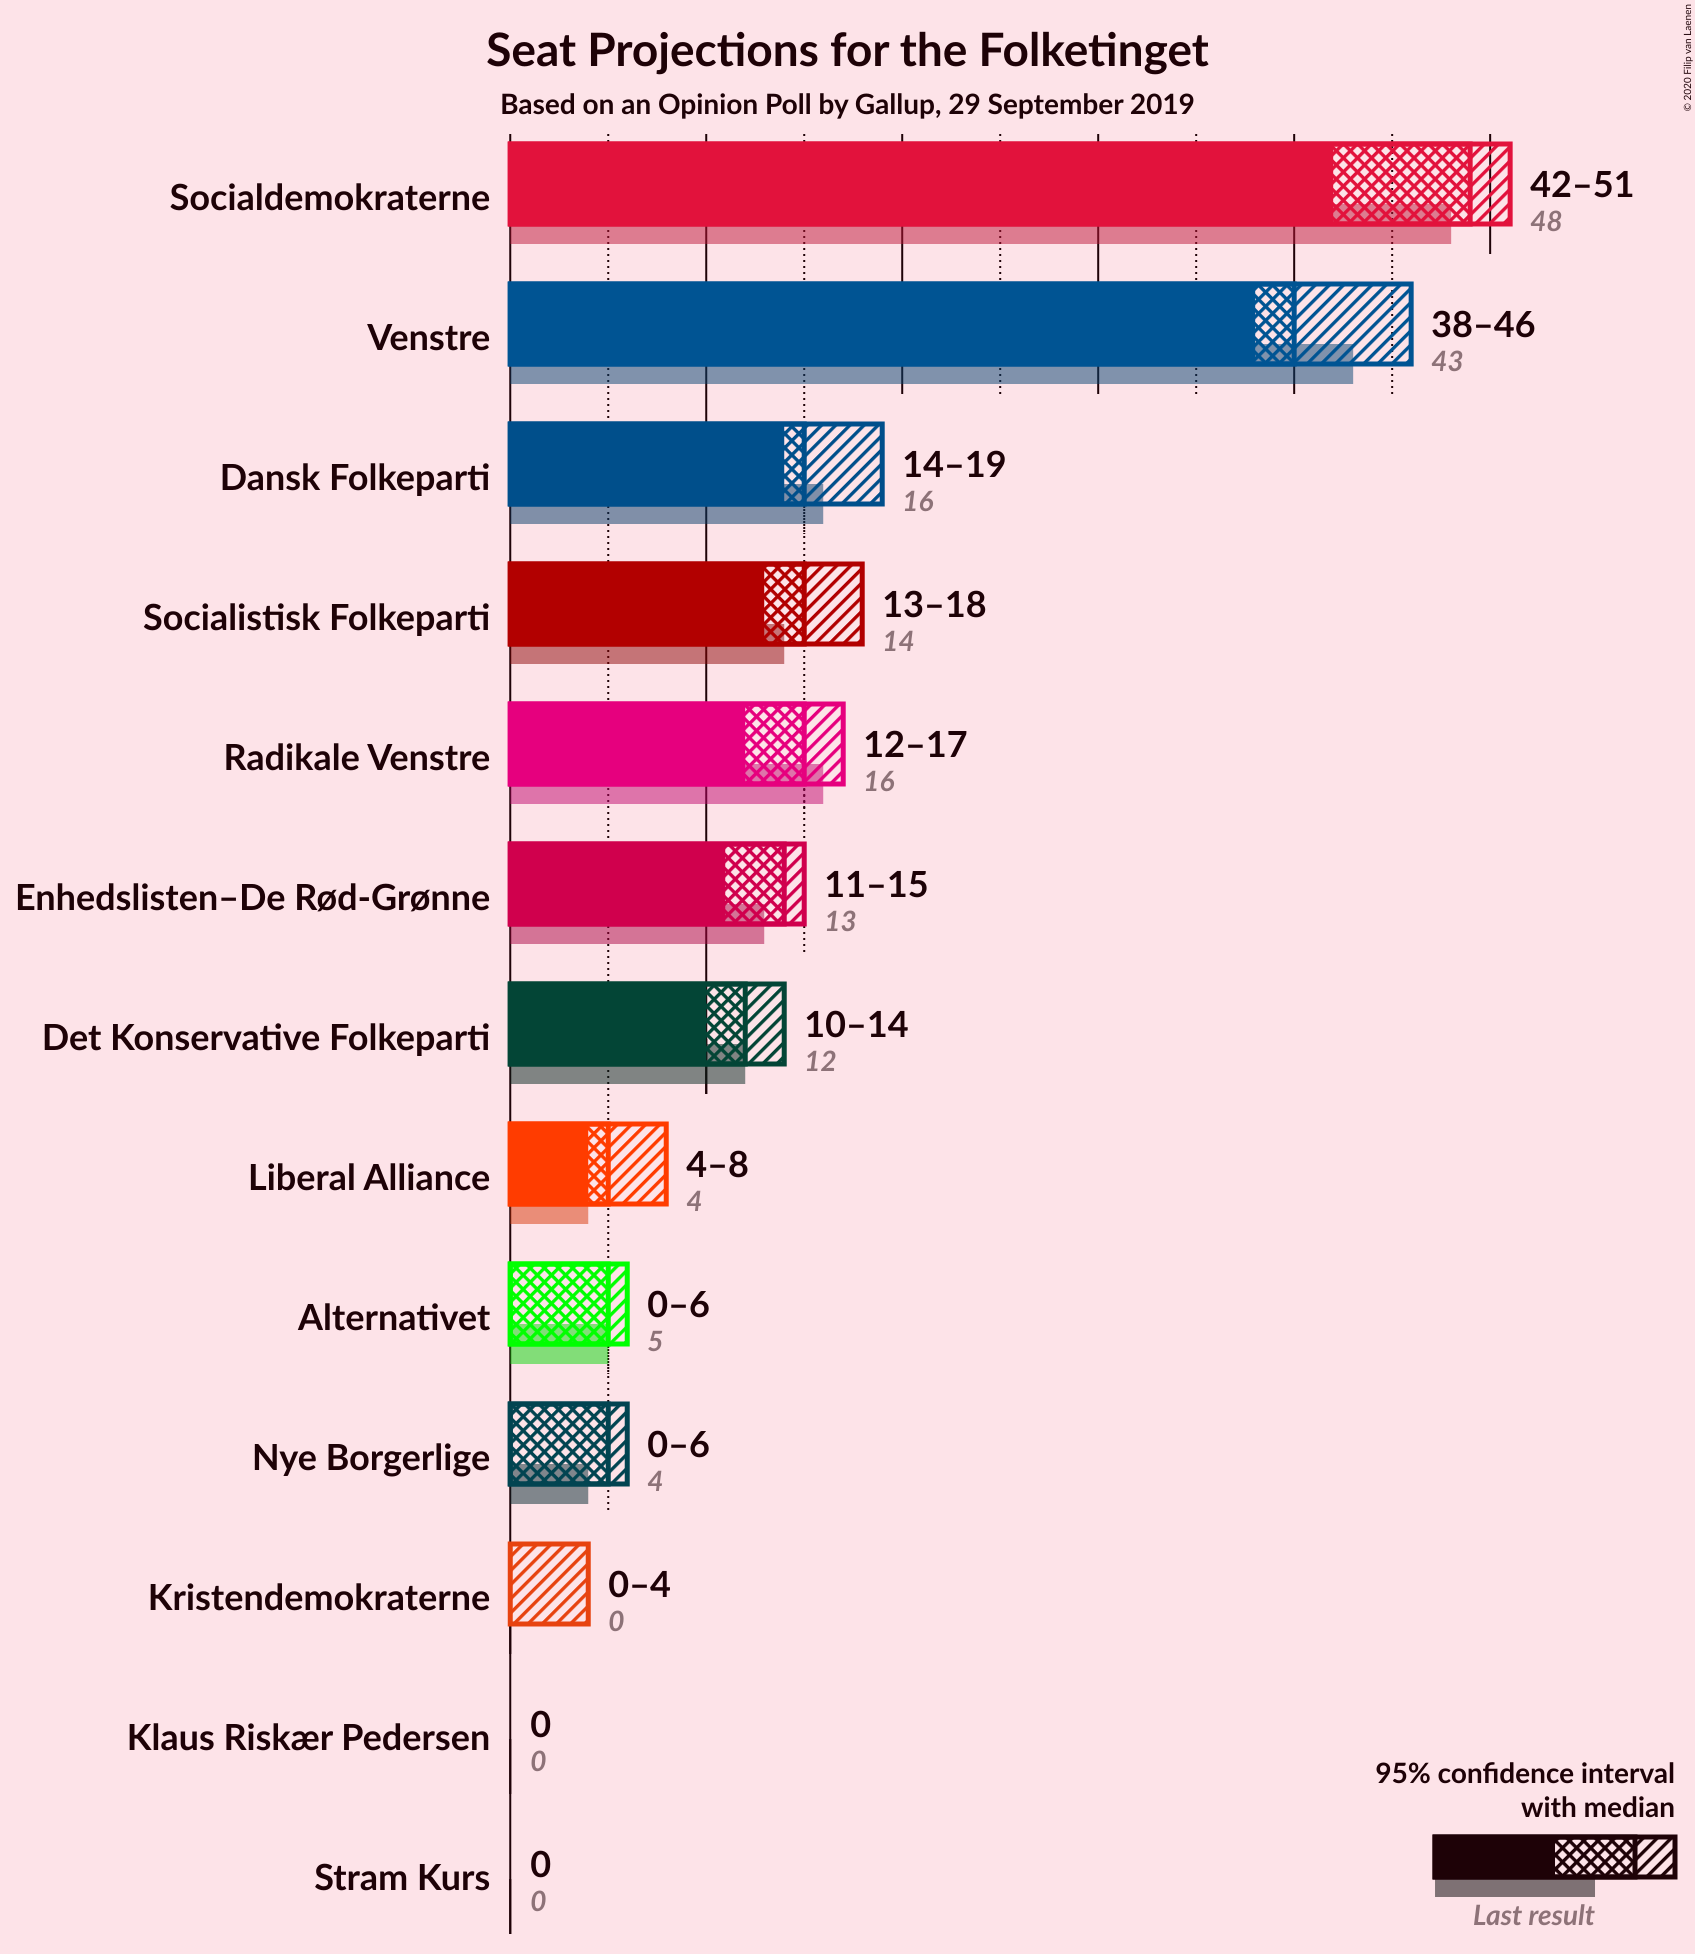 Seat Projections for the Folketinget
Based on an Opinion Poll by Gallup, 29 September 2019
© 2020 Filip van Laenen
Socialdemokraterne
42–51
48
Venstre
38–46
43
Dansk Folkeparti
14–19
16
Socialistisk Folkeparti
13–18
14
Radikale Venstre
12–17
16
Enhedslisten–De Rød-Grønne
11–15
13
Det Konservative Folkeparti
10–14
12
Liberal Alliance
4–8
4
Alternativet
0–6
5
Nye Borgerlige
0–6
4
Kristendemokraterne
0–4
0
Klaus Riskær Pedersen
0
0
Stram Kurs
0
0
95% confidence interval
with median
Last result